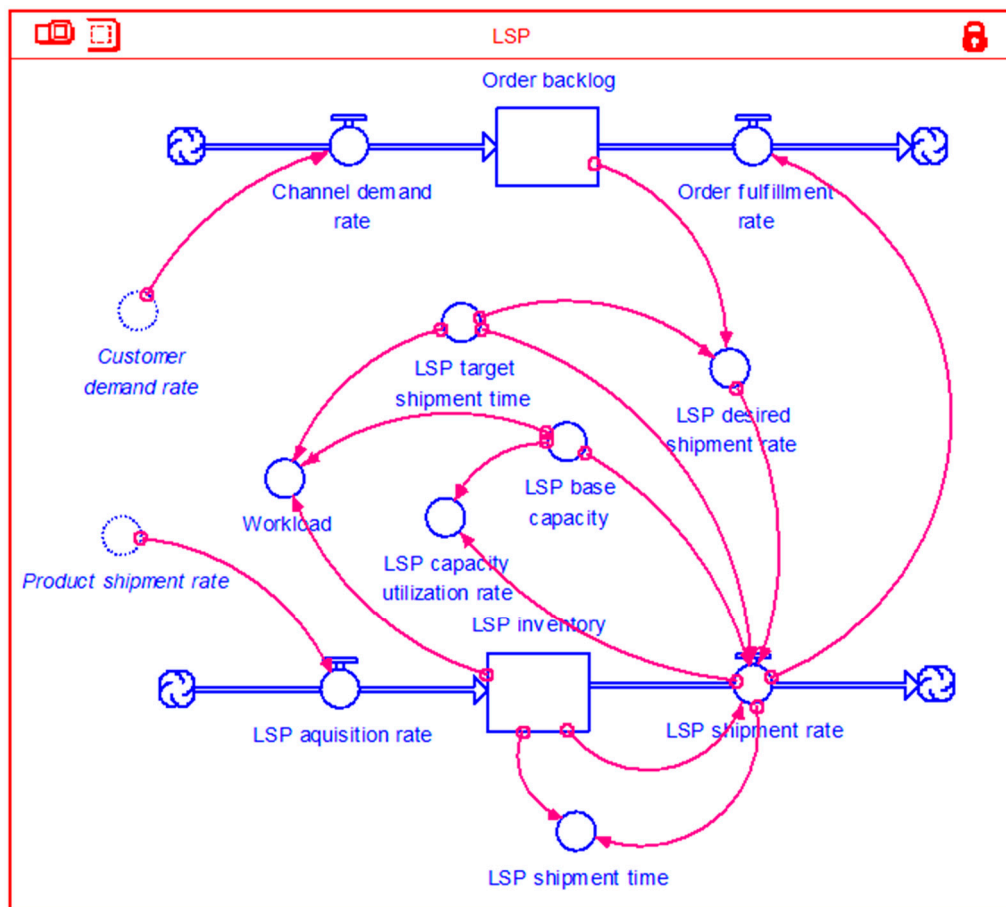 LSP
Order backlog
Channel demand
rate
Order fulfillment
rate
Customer
demand rate
LSP target
shipment time
LSP desired
shipment rate
LSP base
capacity
Workload
LSP capacity
utilization rate
Product shipment rate
LSP inventory
LSP aquisition rate
LSP shipment rate
LSP shipment time